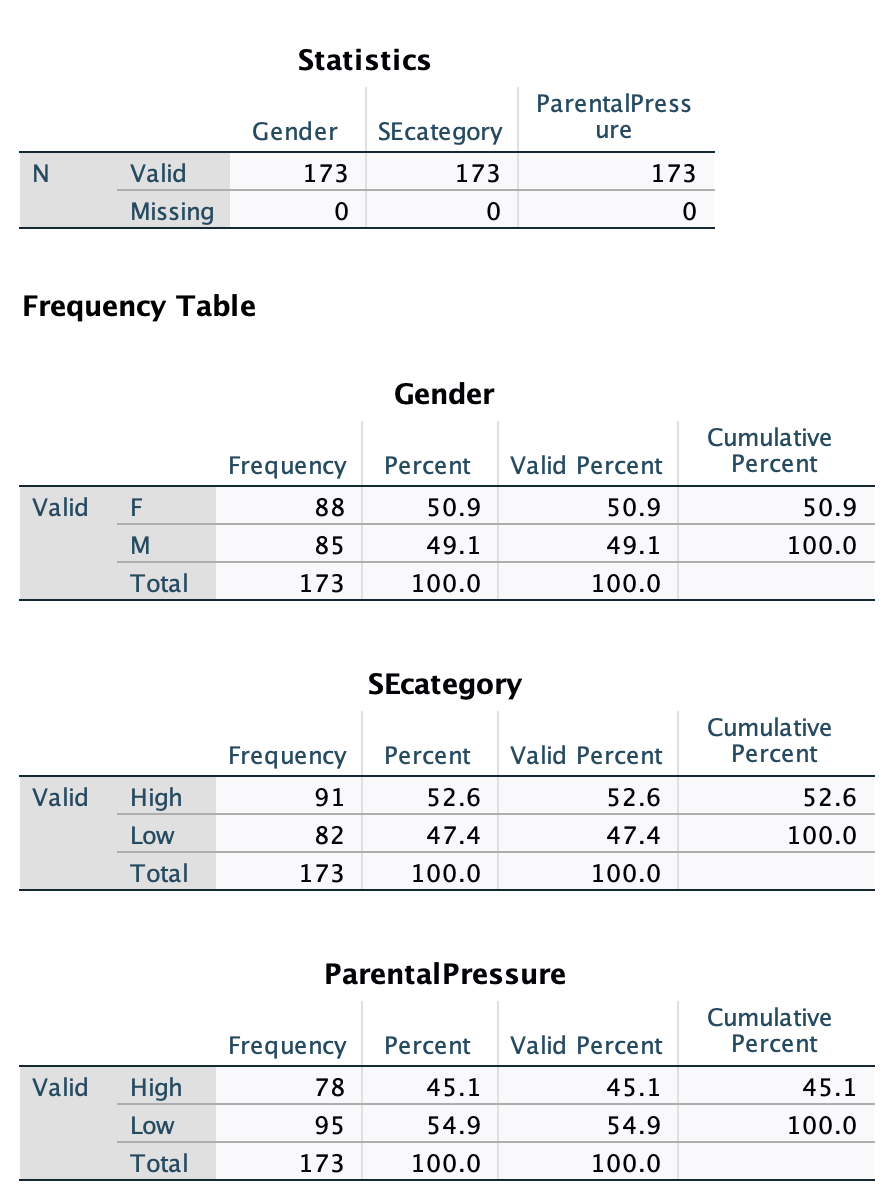 Statistics
Gender SEcategory ParentalPress
ure
N Valid 173 173 173
Missing 0 0 0
Frequency Table
Gender
Frequency Percent Valid Percent Cumulative
Percent
Valid F 88 50.9 50.9 50.9
M 85 49.1 49.1 100.0
Total 173 100.0 100.0
SEcategory
Frequency Percent Valid Percent Cumulative
Percent
Valid High 91 52.6 52.6 52.6
Low 82 47.4 47.4 100.0
Total 173 100.0 100.0
ParentalPressure
Frequency Percent Valid Percent Cumulative
Percent
Valid High 78 45.1 45.1 45.1
Low 95 54.9 54.9 100.0
Total 173 100.0 100.0